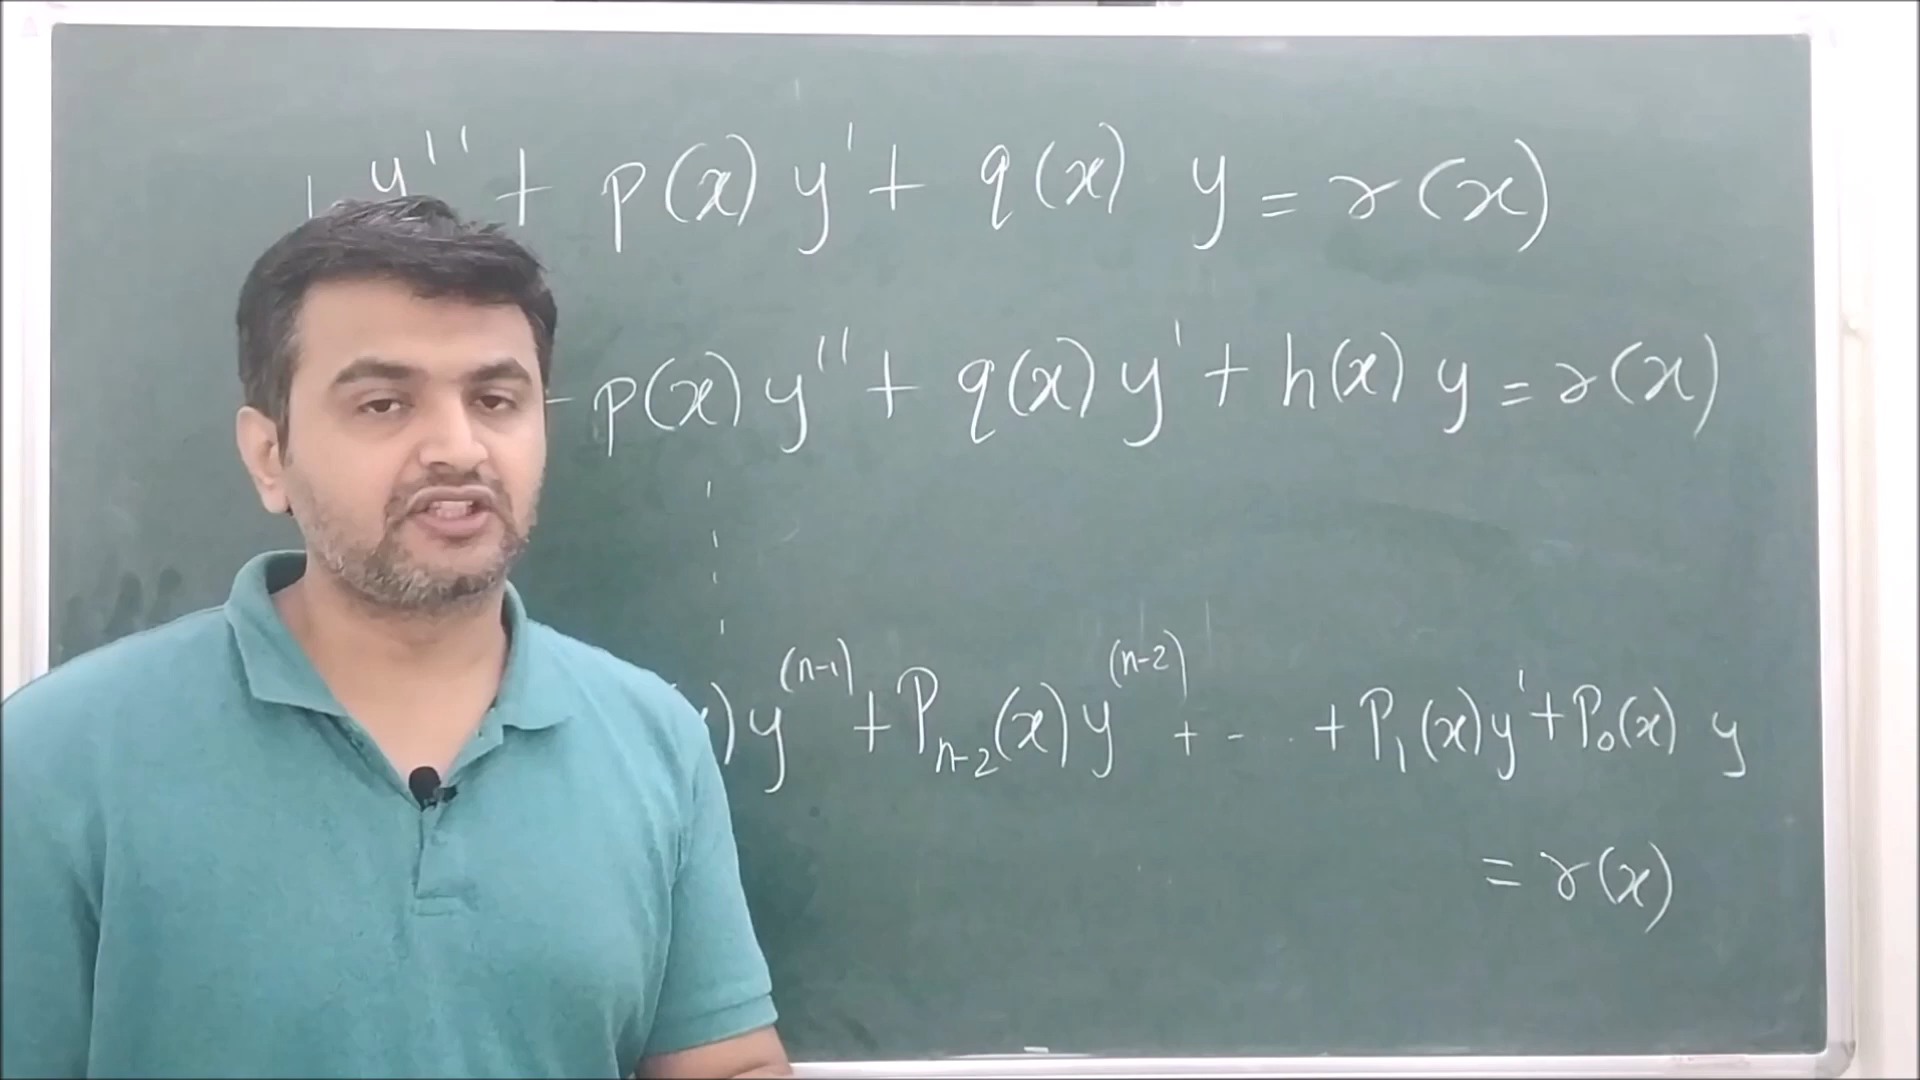 y'' + p(x) y' + q(x) y = r(x)
p(x) y'' + q(x) y' + h(x) y = r(x)
) y^(n-1) + P_{n-2}(x) y^(n-2) + - . . + P_1(x) y' + P_0(x) y
= r(x)